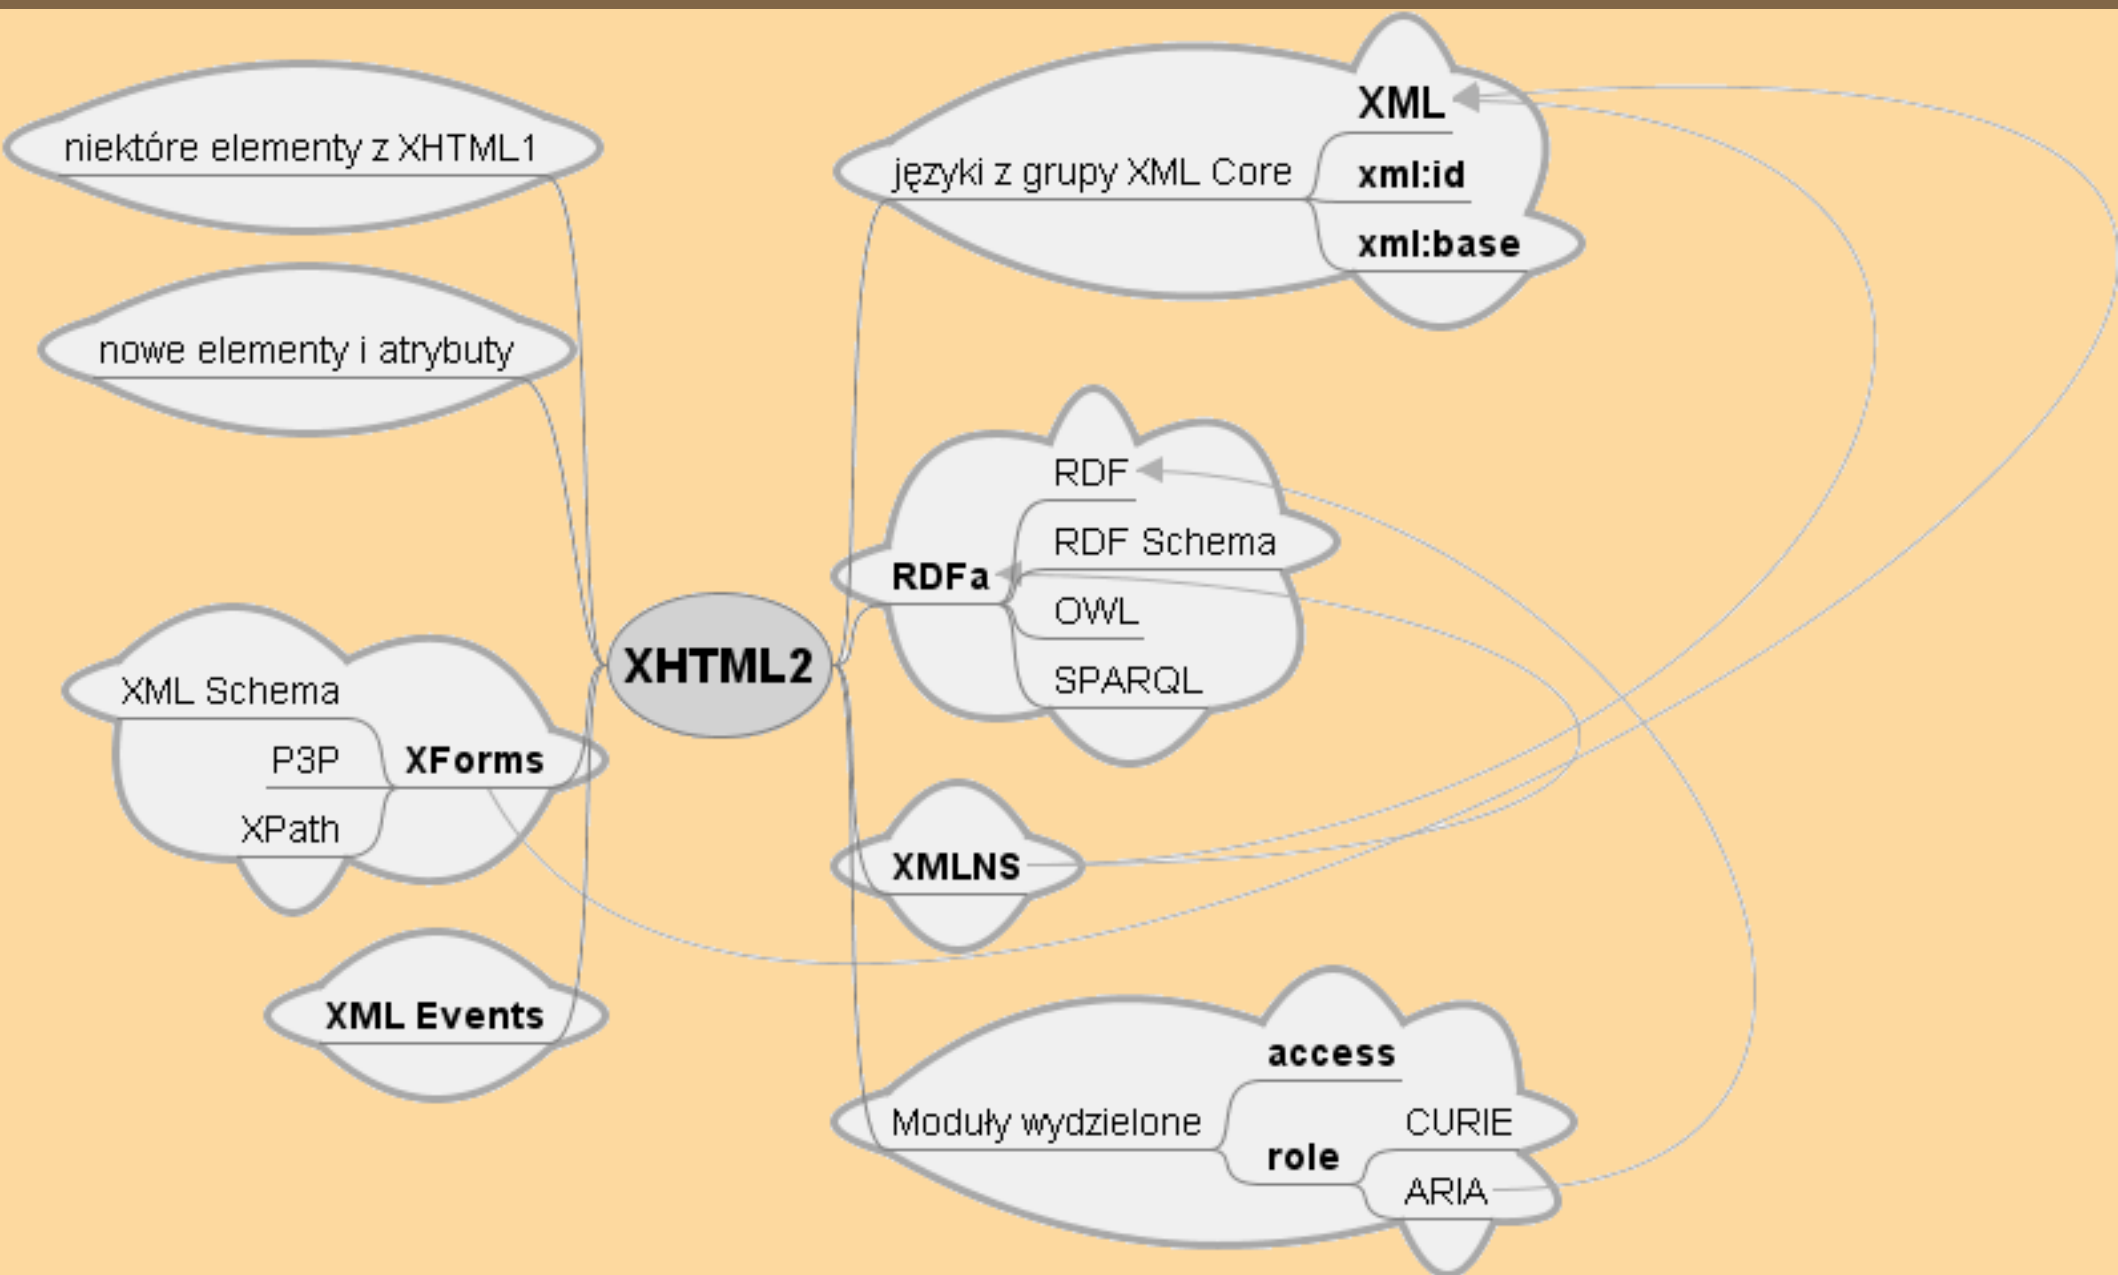 niektóre elementy z XHTML1
nowe elementy i atrybuty
XML Schema
P3P
XPath
XForms
XML Events
XHTML2
języki z grupy XML Core
XML
xml:id
xml:base
RDFa
RDF
RDF Schema
OWL
SPARQL
XMLNS
Moduły wydzielone
access
role
CURIE
ARIA